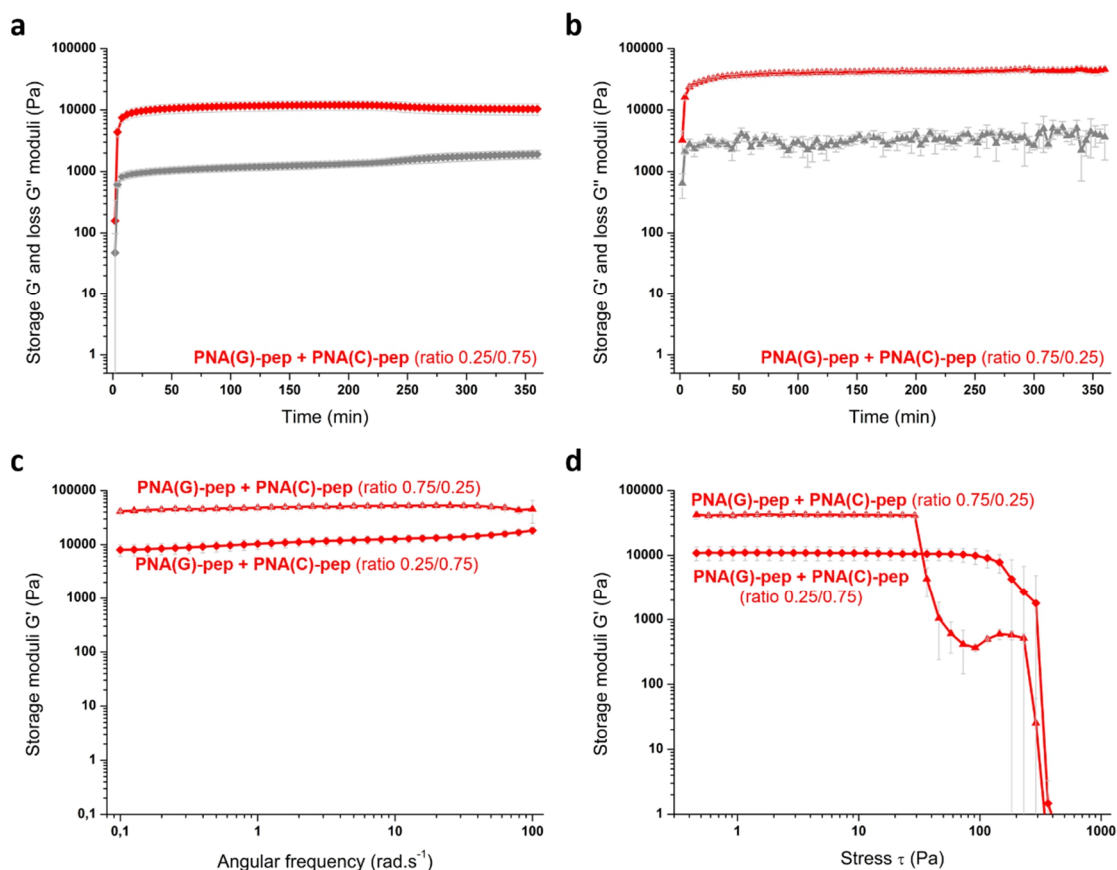 a
100000
10000
1000
100
10
1
Storage G' and loss G'' moduli (Pa)
PNA(G)-pep + PNA(C)-pep (ratio 0.25/0.75)
0 50 100 150 200 250 300 350
Time (min)
b
100000
10000
1000
100
10
1
Storage G' and loss G'' moduli (Pa)
PNA(G)-pep + PNA(C)-pep (ratio 0.75/0.25)
0 50 100 150 200 250 300 350
Time (min)
c
100000
10000
1000
100
10
1
0,1
Storage moduli G' (Pa)
PNA(G)-pep + PNA(C)-pep (ratio 0.75/0.25)
PNA(G)-pep + PNA(C)-pep (ratio 0.25/0.75)
0,1 1 10 100
Angular frequency (rad.s⁻¹)
d
100000
10000
1000
100
10
1
Storage moduli G' (Pa)
PNA(G)-pep + PNA(C)-pep (ratio 0.75/0.25)
PNA(G)-pep + PNA(C)-pep
(ratio 0.25/0.75)
1 10 100 1000
Stress τ (Pa)